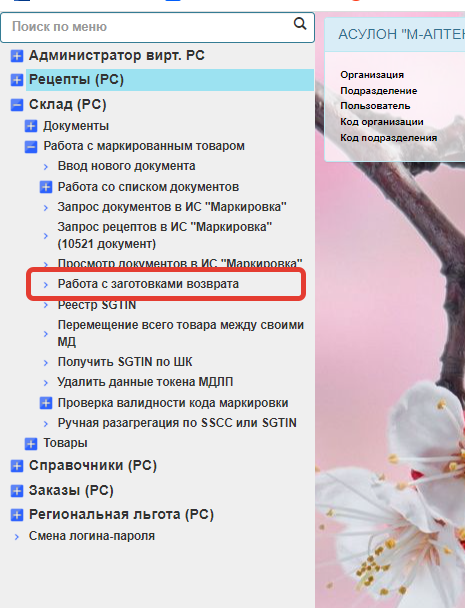 Поиск по меню
Администратор вирт. РС
Рецепты (РС)
Склад (РС)
Документы
Работа с маркированным товаром
Ввод нового документа
Работа со списком документов
Запрос документов в ИС "Маркировка"
Запрос рецептов в ИС "Маркировка"
(10521 документ)
Просмотр документов в ИС "Маркировка"
Работа с заготовками возврата
Реестр SGTIN
Перемещение всего товара между своими
МД
Получить SGTIN по ШК
Удалить данные токена МДЛП
Проверка валидности кода маркировки
Ручная разагрегация по SSCC или SGTIN
Товары
Справочники (РС)
Заказы (РС)
Региональная льгота (РС)
Смена логина-пароля
АСУЛОН "М-АПТЕ
Организация
Подразделение
Пользователь
Код организации
Код подразделения